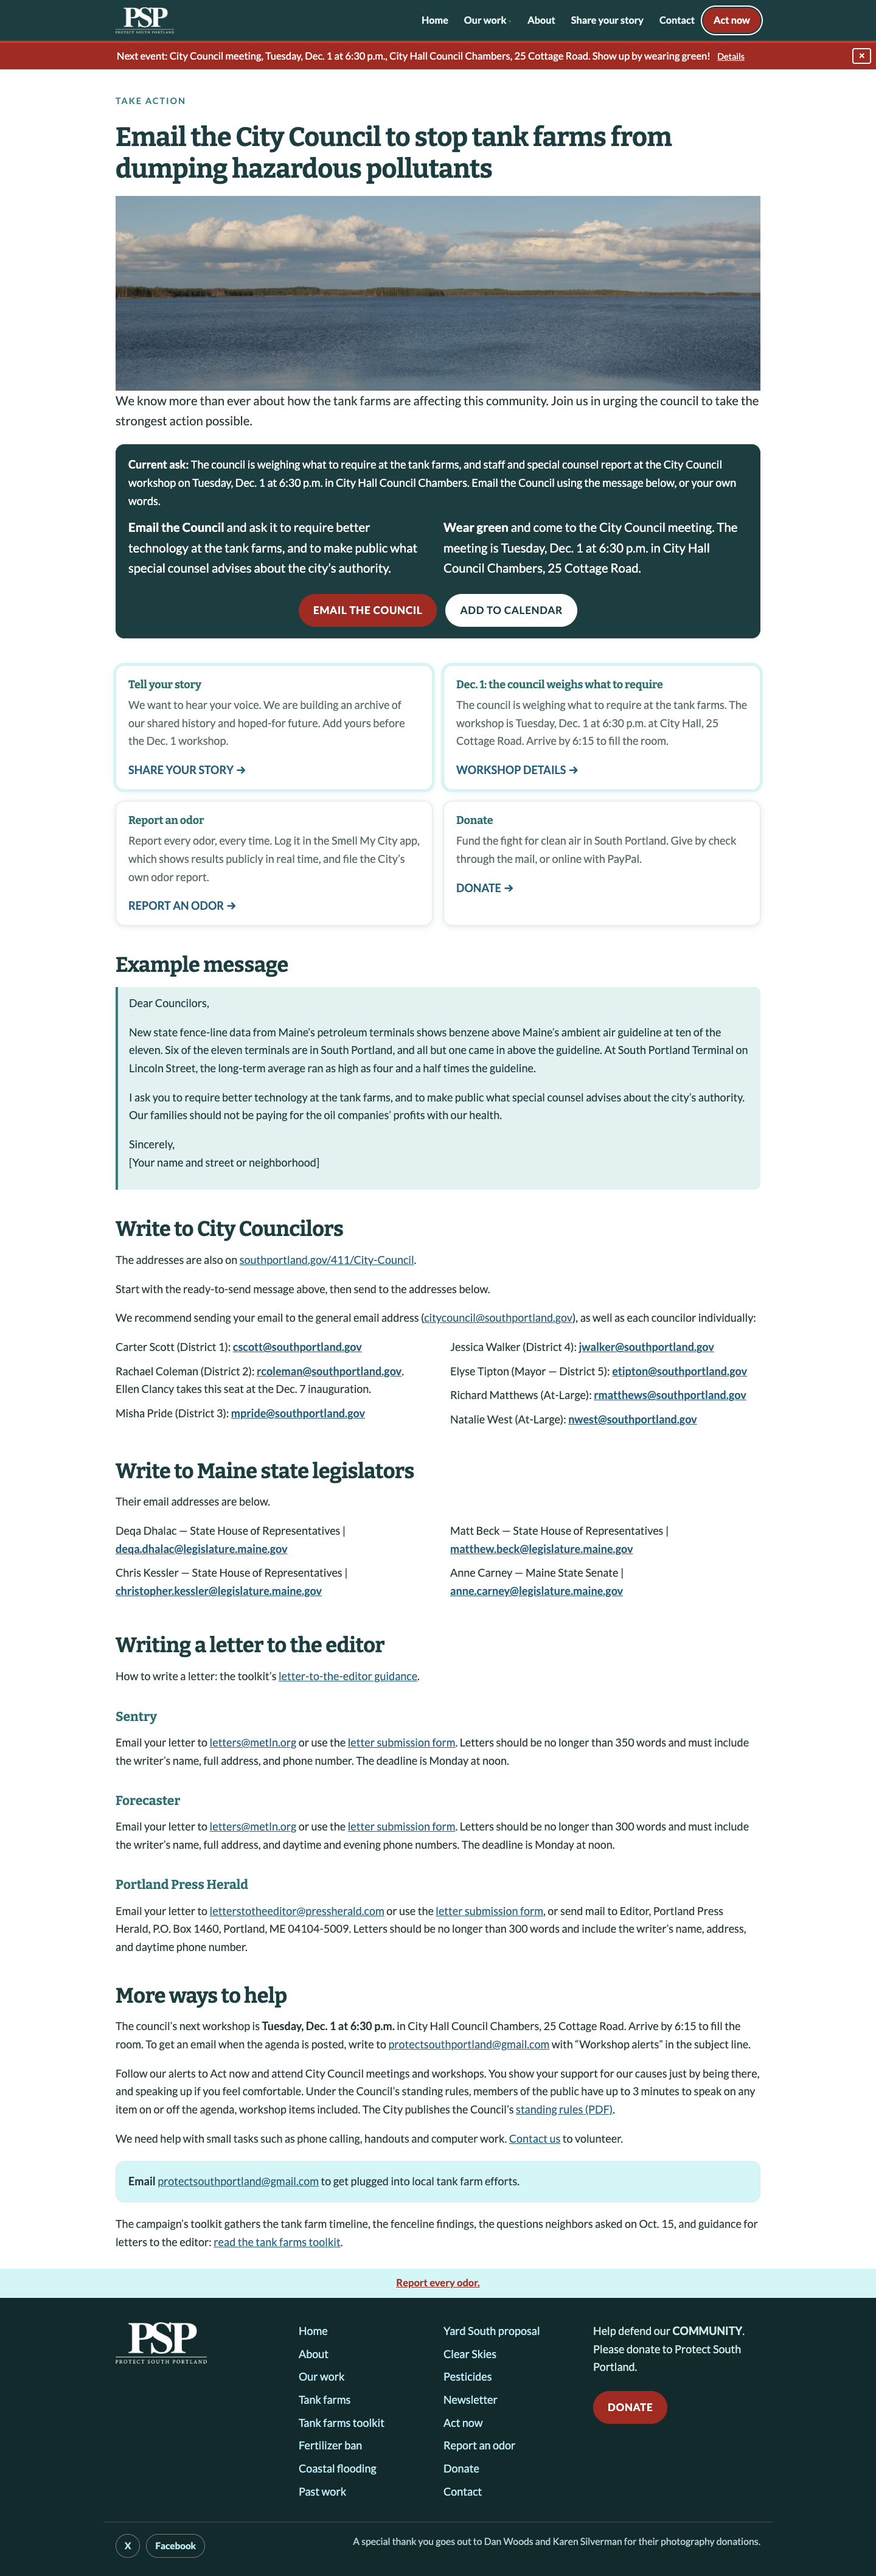 PSP
PROTECT SOUTH PORTLAND
Home
Our work
About
Share your story
Contact
Act now
Next event: City Council meeting, Tuesday, Dec. 1 at 6:30 p.m., City Hall Council Chambers, 25 Cottage Road. Show up by wearing green! Details
×
TAKE ACTION
Email the City Council to stop tank farms from
dumping hazardous pollutants
We know more than ever about how the tank farms are affecting this community. Join us in urging the council to take the
strongest action possible.
Current ask: The council is weighing what to require at the tank farms, and staff and special counsel report at the City Council
workshop on Tuesday, Dec. 1 at 6:30 p.m. in City Hall Council Chambers. Email the Council using the message below, or your own
words.
Email the Council and ask it to require better
technology at the tank farms, and to make public what
special counsel advises about the city's authority.
Wear green and come to the City Council meeting. The
meeting is Tuesday, Dec. 1 at 6:30 p.m. in City Hall
Council Chambers, 25 Cottage Road.
EMAIL THE COUNCIL
ADD TO CALENDAR
Tell your story
We want to hear your voice. We are building an archive of
our shared history and hoped-for future. Add yours before
the Dec. 1 workshop.
SHARE YOUR STORY →
Dec. 1: the council weighs what to require
The council is weighing what to require at the tank farms. The
workshop is Tuesday, Dec. 1 at 6:30 p.m. at City Hall, 25
Cottage Road. Arrive by 6:15 to fill the room.
WORKSHOP DETAILS →
Report an odor
Report every odor, every time. Log it in the Smell My City app,
which shows results publicly in real time, and file the City's
own odor report.
REPORT AN ODOR →
Donate
Fund the fight for clean air in South Portland. Give by check
through the mail, or online with PayPal.
DONATE →
Example message
Dear Councilors,
New state fence-line data from Maine's petroleum terminals shows benzene above Maine's ambient air guideline at ten of the
eleven. Six of the eleven terminals are in South Portland, and all but one came in above the guideline. At South Portland Terminal on
Lincoln Street, the long-term average ran as high as four and a half times the guideline.
I ask you to require better technology at the tank farms, and to make public what special counsel advises about the city's authority.
Our families should not be paying for the oil companies' profits with our health.
Sincerely,
[Your name and street or neighborhood]
Write to City Councilors
The addresses are also on southportland.gov/411/City-Council.
Start with the ready-to-send message above, then send to the addresses below.
We recommend sending your email to the general email address (citycouncil@southportland.gov), as well as each councilor individually:
Carter Scott (District 1): cscott@southportland.gov
Rachael Coleman (District 2): rcoleman@southportland.gov.
Ellen Clancy takes this seat at the Dec. 7 inauguration.
Misha Pride (District 3): mpride@southportland.gov
Jessica Walker (District 4): jwalker@southportland.gov
Elyse Tipton (Mayor — District 5): etipton@southportland.gov
Richard Matthews (At-Large): rmatthews@southportland.gov
Natalie West (At-Large): nwest@southportland.gov
Write to Maine state legislators
Their email addresses are below.
Deqa Dhalac — State House of Representatives |
deqa.dhalac@legislature.maine.gov
Chris Kessler — State House of Representatives |
christopher.kessler@legislature.maine.gov
Matt Beck — State House of Representatives |
matthew.beck@legislature.maine.gov
Anne Carney — Maine State Senate |
anne.carney@legislature.maine.gov
Writing a letter to the editor
How to write a letter: the toolkit's letter-to-the-editor guidance.
Sentry
Email your letter to letters@metln.org or use the letter submission form. Letters should be no longer than 350 words and must include
the writer's name, full address, and phone number. The deadline is Monday at noon.
Forecaster
Email your letter to letters@metln.org or use the letter submission form. Letters should be no longer than 300 words and must include
the writer's name, full address, and daytime and evening phone numbers. The deadline is Monday at noon.
Portland Press Herald
Email your letter to letterstotheeditor@pressherald.com or use the letter submission form, or send mail to Editor, Portland Press
Herald, P.O. Box 1460, Portland, ME 04104-5009. Letters should be no longer than 300 words and include the writer's name, address,
and daytime phone number.
More ways to help
The council's next workshop is Tuesday, Dec. 1 at 6:30 p.m. in City Hall Council Chambers, 25 Cottage Road. Arrive by 6:15 to fill the
room. To get an email when the agenda is posted, write to protectsouthportland@gmail.com with “Workshop alerts” in the subject line.
Follow our alerts to Act now and attend City Council meetings and workshops. You show your support for our causes just by being there,
and speaking up if you feel comfortable. Under the Council's standing rules, members of the public have up to 3 minutes to speak on any
item on or off the agenda, workshop items included. The City publishes the Council's standing rules (PDF).
We need help with small tasks such as phone calling, handouts and computer work. Contact us to volunteer.
Email protectsouthportland@gmail.com to get plugged into local tank farm efforts.
The campaign's toolkit gathers the tank farm timeline, the fenceline findings, the questions neighbors asked on Oct. 15, and guidance for
letters to the editor: read the tank farms toolkit.
Report every odor.
PSP
PROTECT SOUTH PORTLAND
Home
About
Our work
Tank farms
Tank farms toolkit
Fertilizer ban
Coastal flooding
Past work
Yard South proposal
Clear Skies
Pesticides
Newsletter
Act now
Report an odor
Donate
Contact
Help defend our COMMUNITY.
Please donate to Protect South
Portland.
DONATE
X
Facebook
A special thank you goes out to Dan Woods and Karen Silverman for their photography donations.